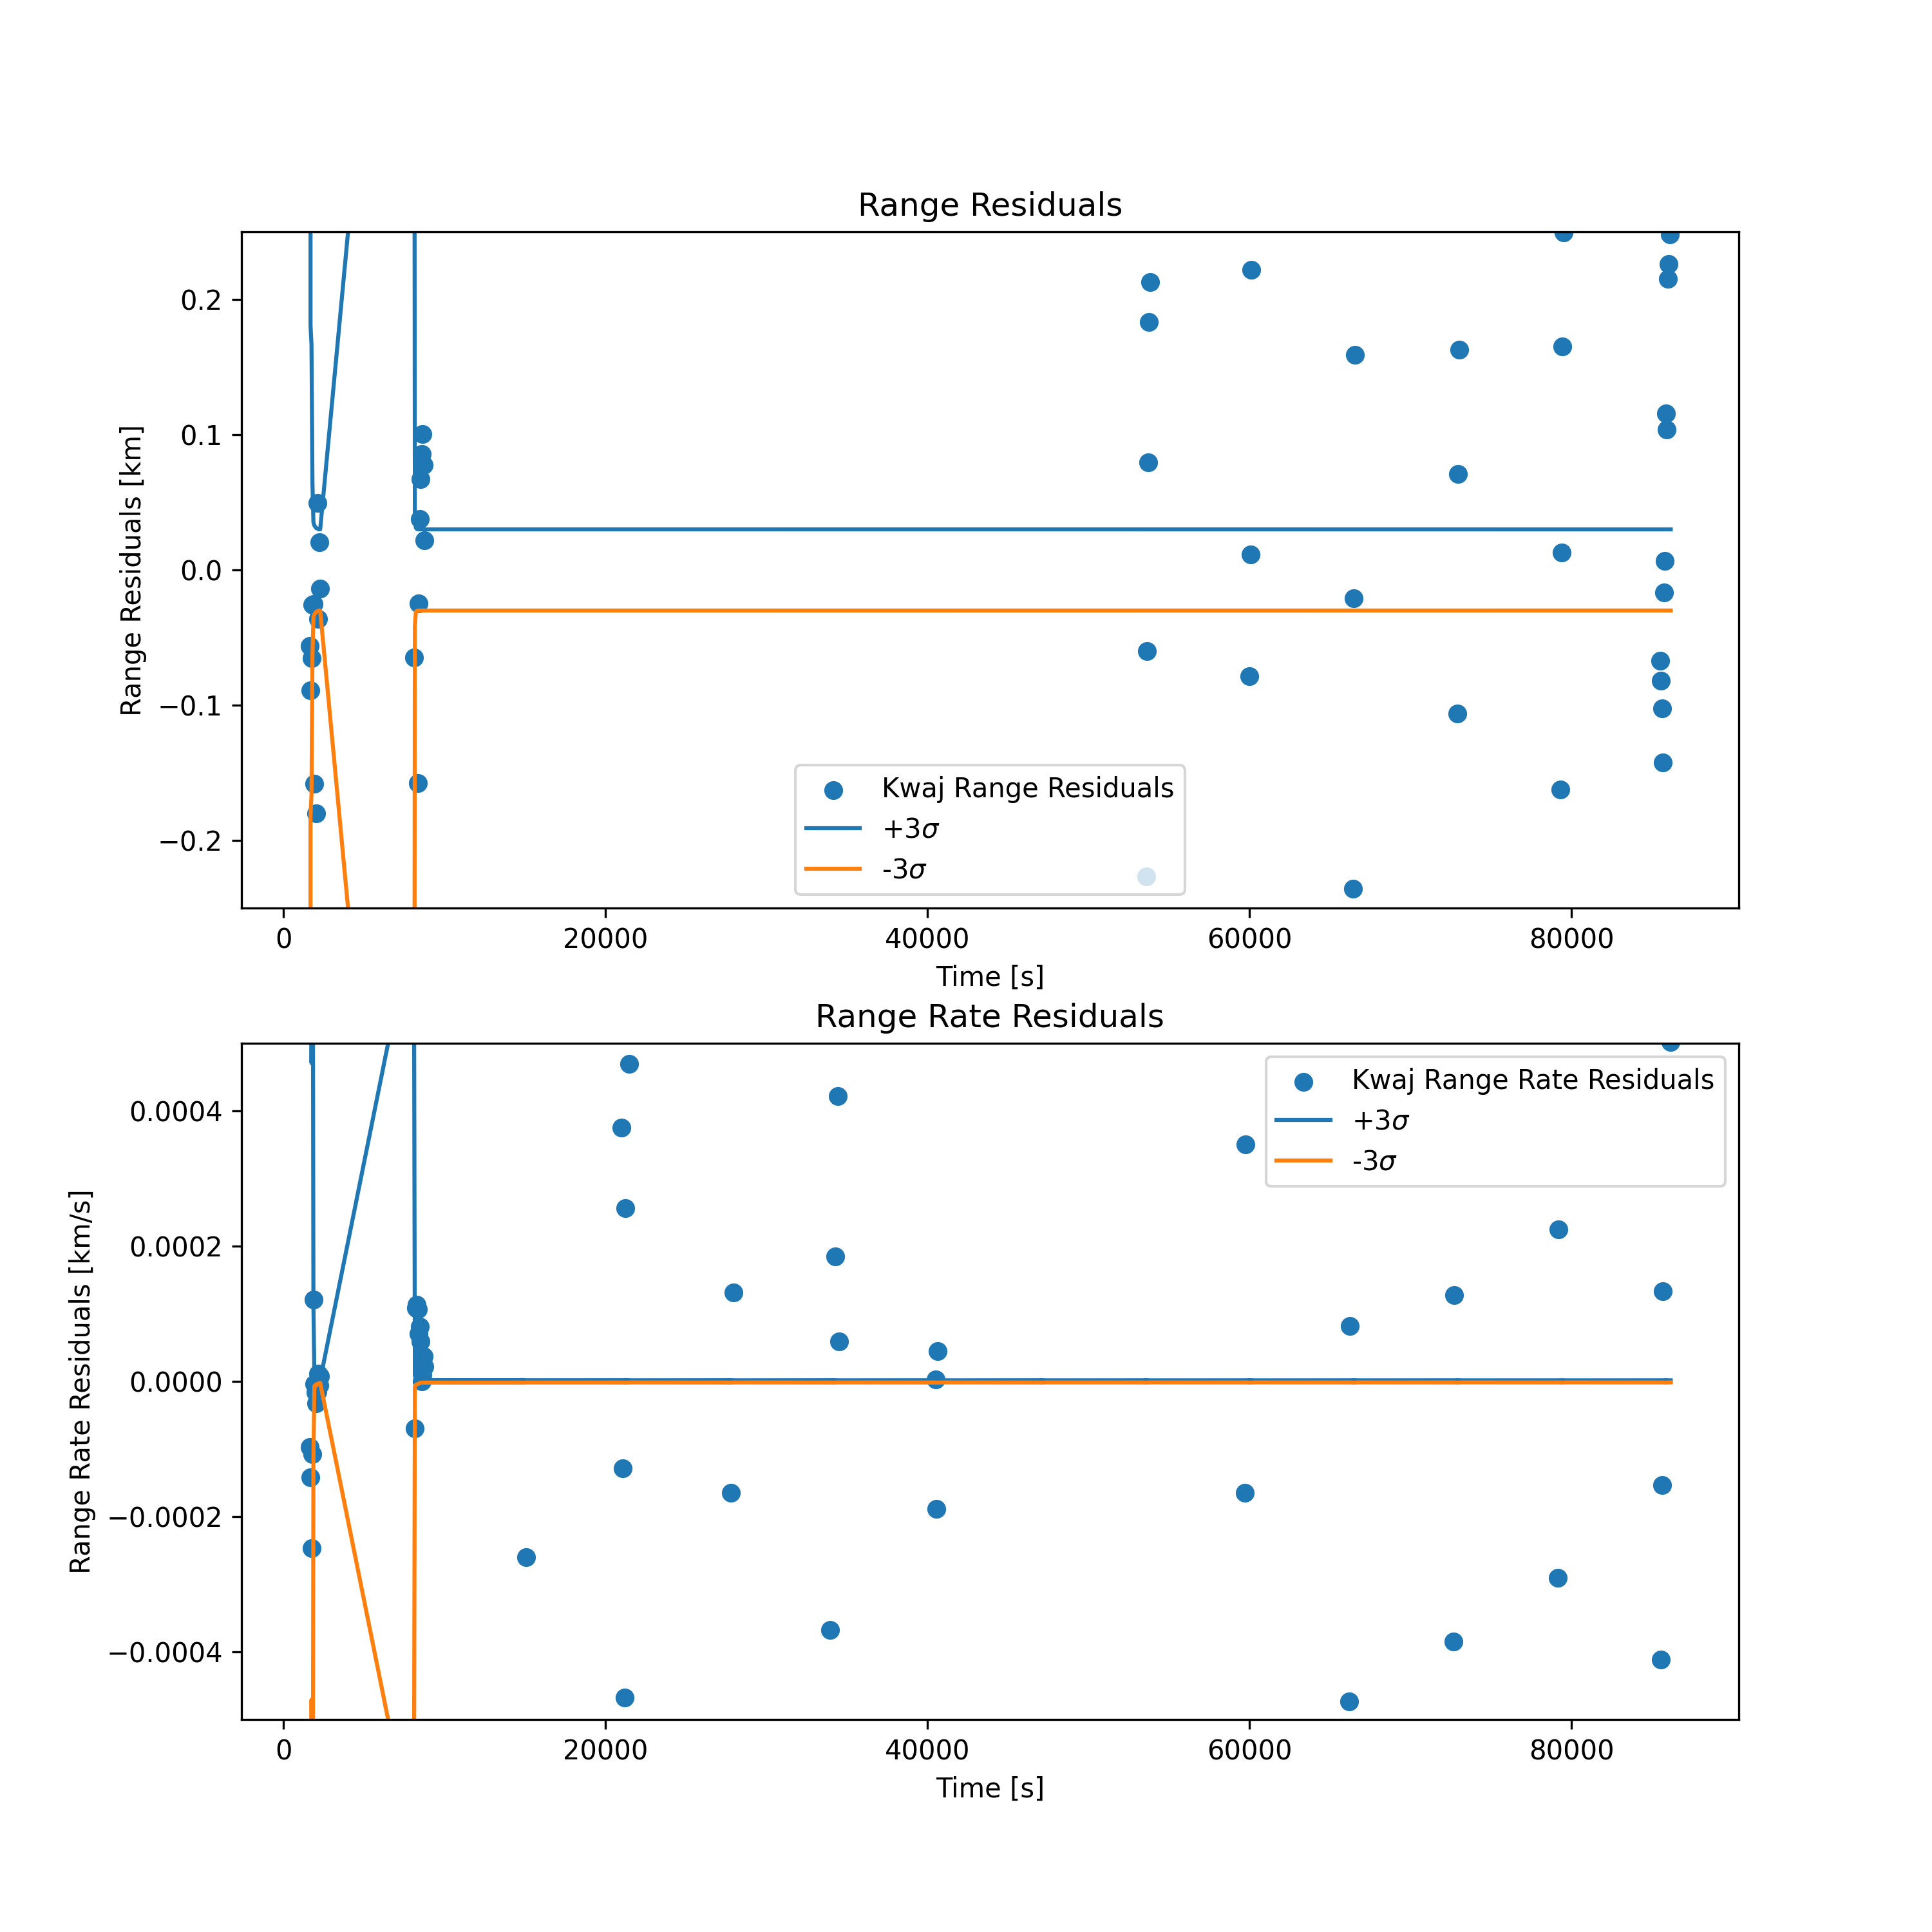 Range Residuals
0.2
0.1
0.0
−0.1
−0.2
Range Residuals [km]
Kwaj Range Residuals
+3σ
-3σ
0 20000 40000 60000 80000
Time [s]
Range Rate Residuals
0.0004
0.0002
0.0000
−0.0002
−0.0004
Range Rate Residuals [km/s]
Kwaj Range Rate Residuals
+3σ
-3σ
0 20000 40000 60000 80000
Time [s]